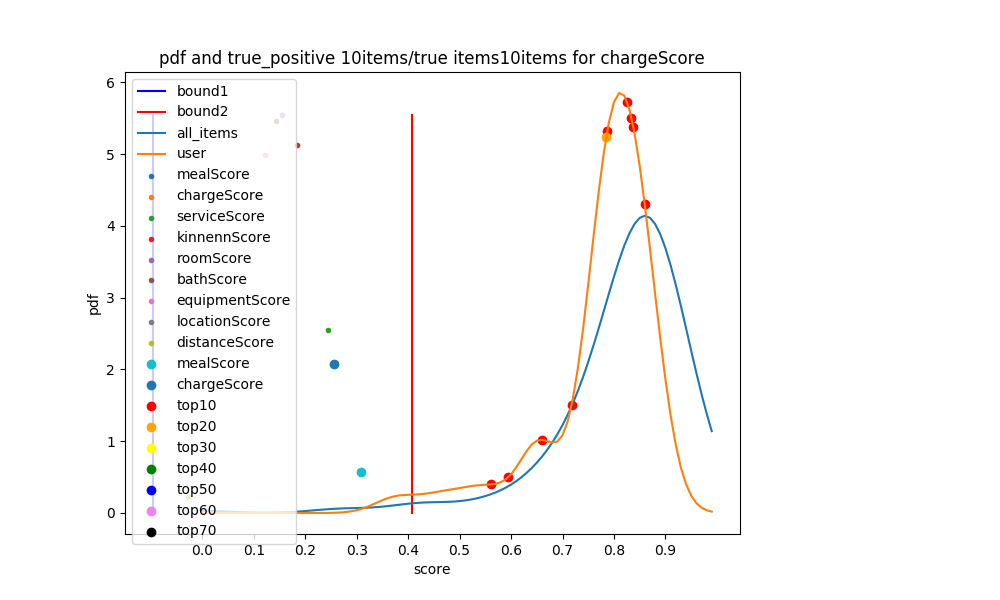 pdf and true_positive 10items/true items10items for chargeScore
6
5
4
3
2
1
0
pdf
bound1
bound2
all_items
user
mealScore
chargeScore
serviceScore
kinnennScore
roomScore
bathScore
equipmentScore
locationScore
distanceScore
mealScore
chargeScore
top10
top20
top30
top40
top50
top60
top70
0.0 0.1 0.2 0.3 0.4 0.5 0.6 0.7 0.8 0.9
score